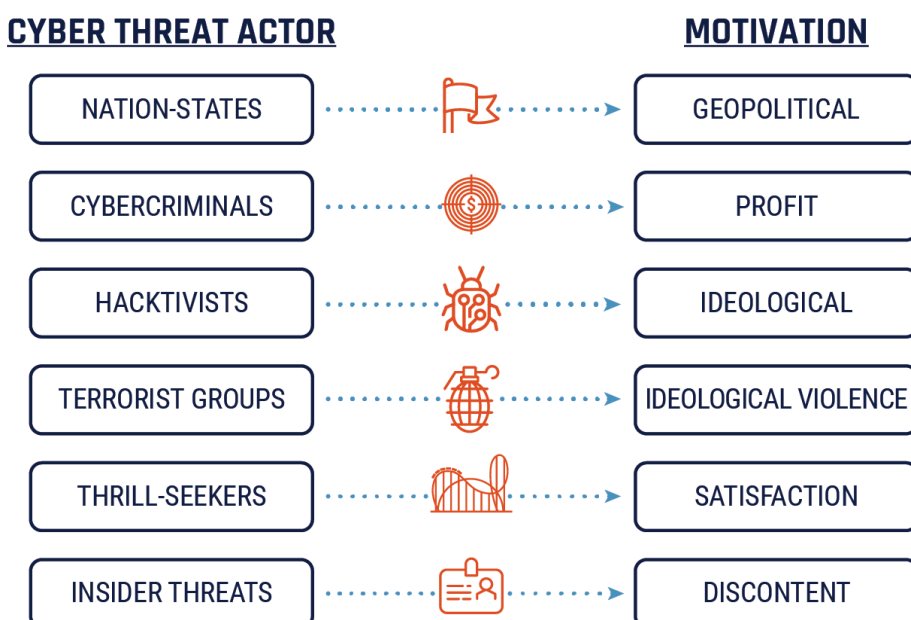 CYBER THREAT ACTOR MOTIVATION
NATION-STATES GEOPOLITICAL
CYBERCRIMINALS $ PROFIT
HACKTIVISTS IDEOLOGICAL
TERRORIST GROUPS IDEOLOGICAL VIOLENCE
THRILL-SEEKERS SATISFACTION
INSIDER THREATS DISCONTENT